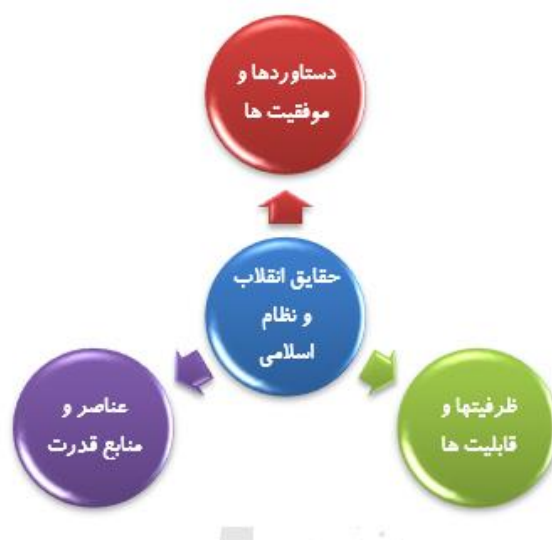 دستاوردها و
موفقیت ها
حقایق انقلاب
و نظام
اسلامی
ظرفیتها و
قابلیت ها
عناصر و
منابع قدرت